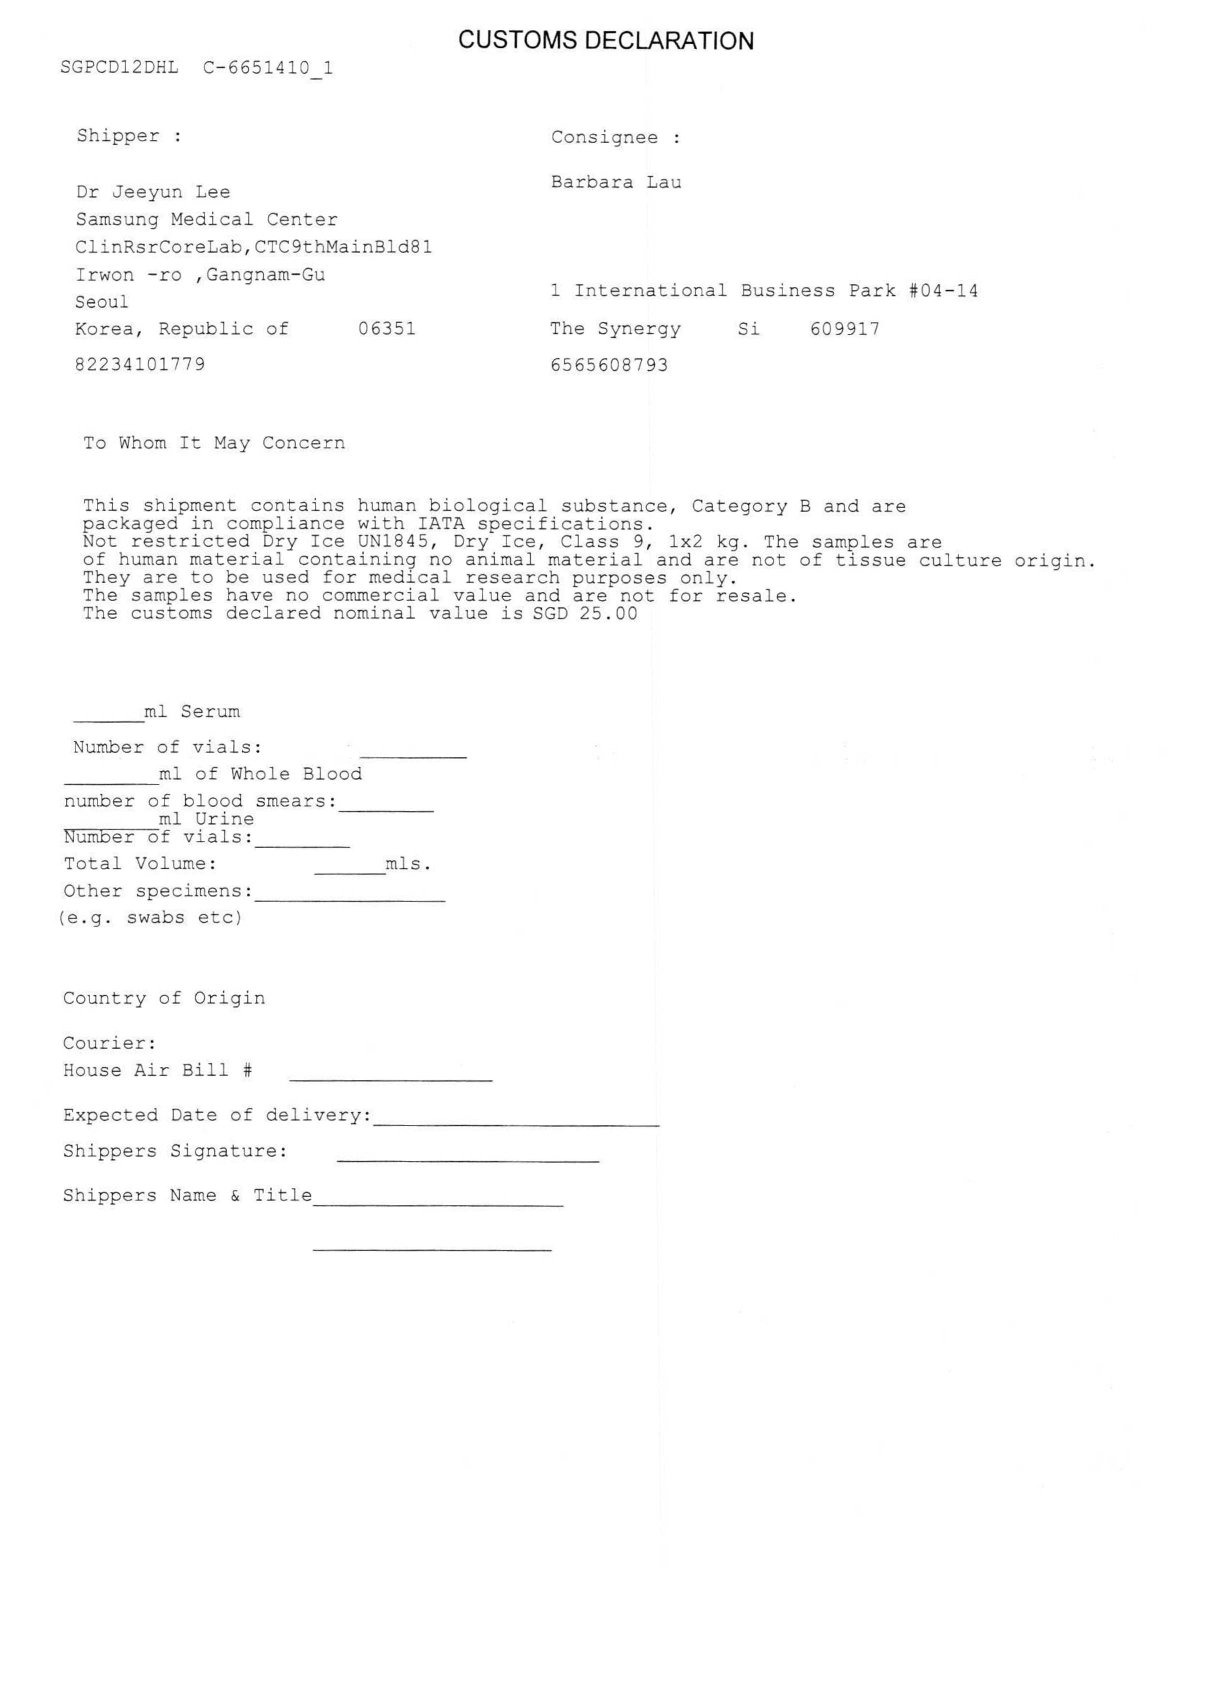 CUSTOMS DECLARATION
SGPCD12DHL C-6651410_1
Shipper :
Dr Jeeyun Lee
Samsung Medical Center
ClinRsrCoreLab,CTC9thMainBld81
Irwon -ro ,Gangnam-Gu
Seoul
Korea, Republic of 06351
82234101779
Consignee :
Barbara Lau
1 International Business Park #04-14
The Synergy Si 609917
6565608793
To Whom It May Concern
This shipment contains human biological substance, Category B and are
packaged in compliance with IATA specifications.
Not restricted Dry Ice UN1845, Dry Ice, Class 9, 1x2 kg. The samples are
of human material containing no animal material and are not of tissue culture origin.
They are to be used for medical research purposes only.
The samples have no commercial value and are not for resale.
The customs declared nominal value is SGD 25.00
______ml Serum
Number of vials: _________
________ml of Whole Blood
number of blood smears:________
________ml Urine
Number of vials:________
Total Volume: ______mls.
Other specimens:________________
(e.g. swabs etc)
Country of Origin
Courier:
House Air Bill # _________________
Expected Date of delivery:________________________
Shippers Signature: ______________________
Shippers Name & Title_____________________
____________________